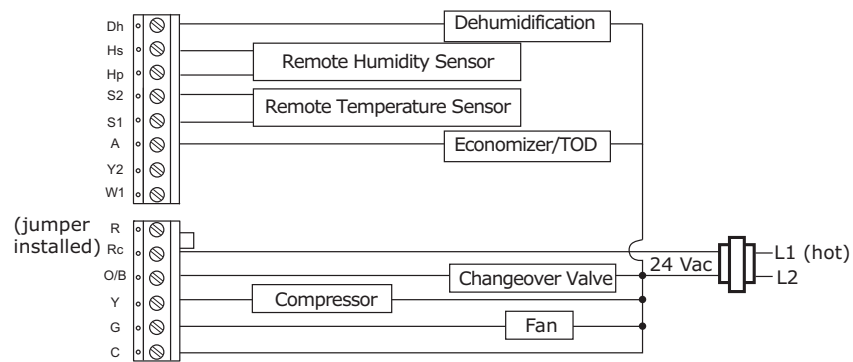 Dh Dehumidification
Hs
Remote Humidity Sensor
Hp
S2
Remote Temperature Sensor
S1
A Economizer/TOD
Y2
W1
(jumper
installed)
R
Rc
24 Vac
L1 (hot)
L2
O/B Changeover Valve
Y Compressor
G Fan
C